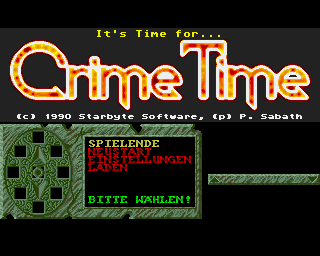 It's Time for...
Crime Time
(c) 1990 Starbyte Software, (p) P. Sabath
SPIELENDE
NEUSTART
EINSTELLUNGEN
LADEN
BITTE WÄHLEN!